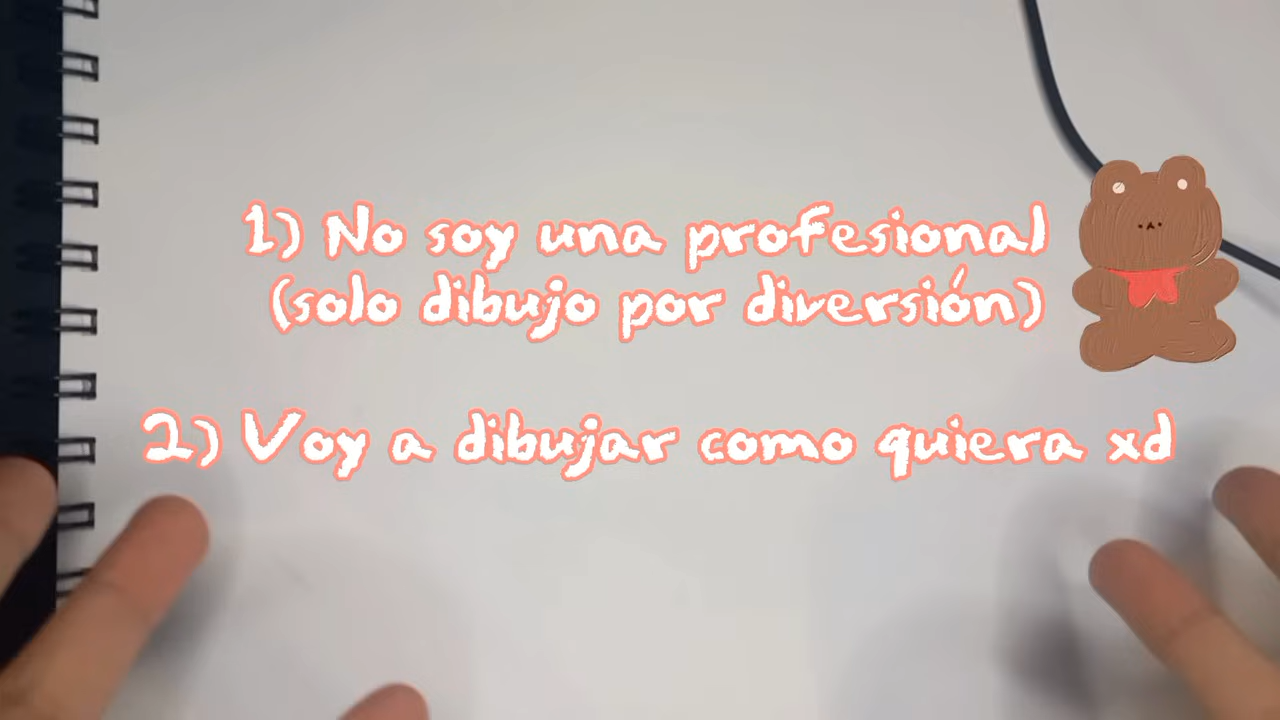 1) No soy una profesional
(solo dibujo por diversión)
2) Voy a dibujar como quiera xd